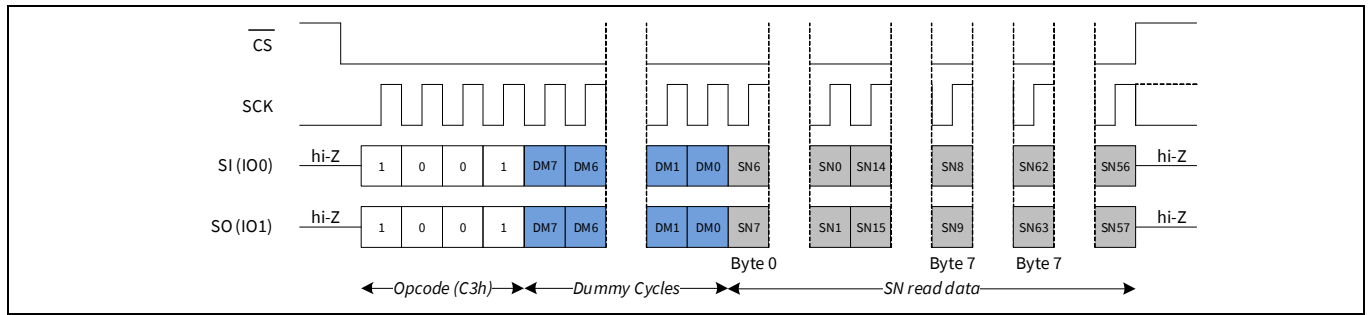 CS
SCK
SI (IO0) hi-Z 1 0 0 1 DM7 DM6 DM1 DM0 SN6 SN0 SN14 SN8 SN62 SN56 hi-Z
SO (IO1) hi-Z 1 0 0 1 DM7 DM6 DM1 DM0 SN7 SN1 SN15 SN9 SN63 SN57 hi-Z
Byte 0 Byte 7 Byte 7
Opcode (C3h) Dummy Cycles SN read data